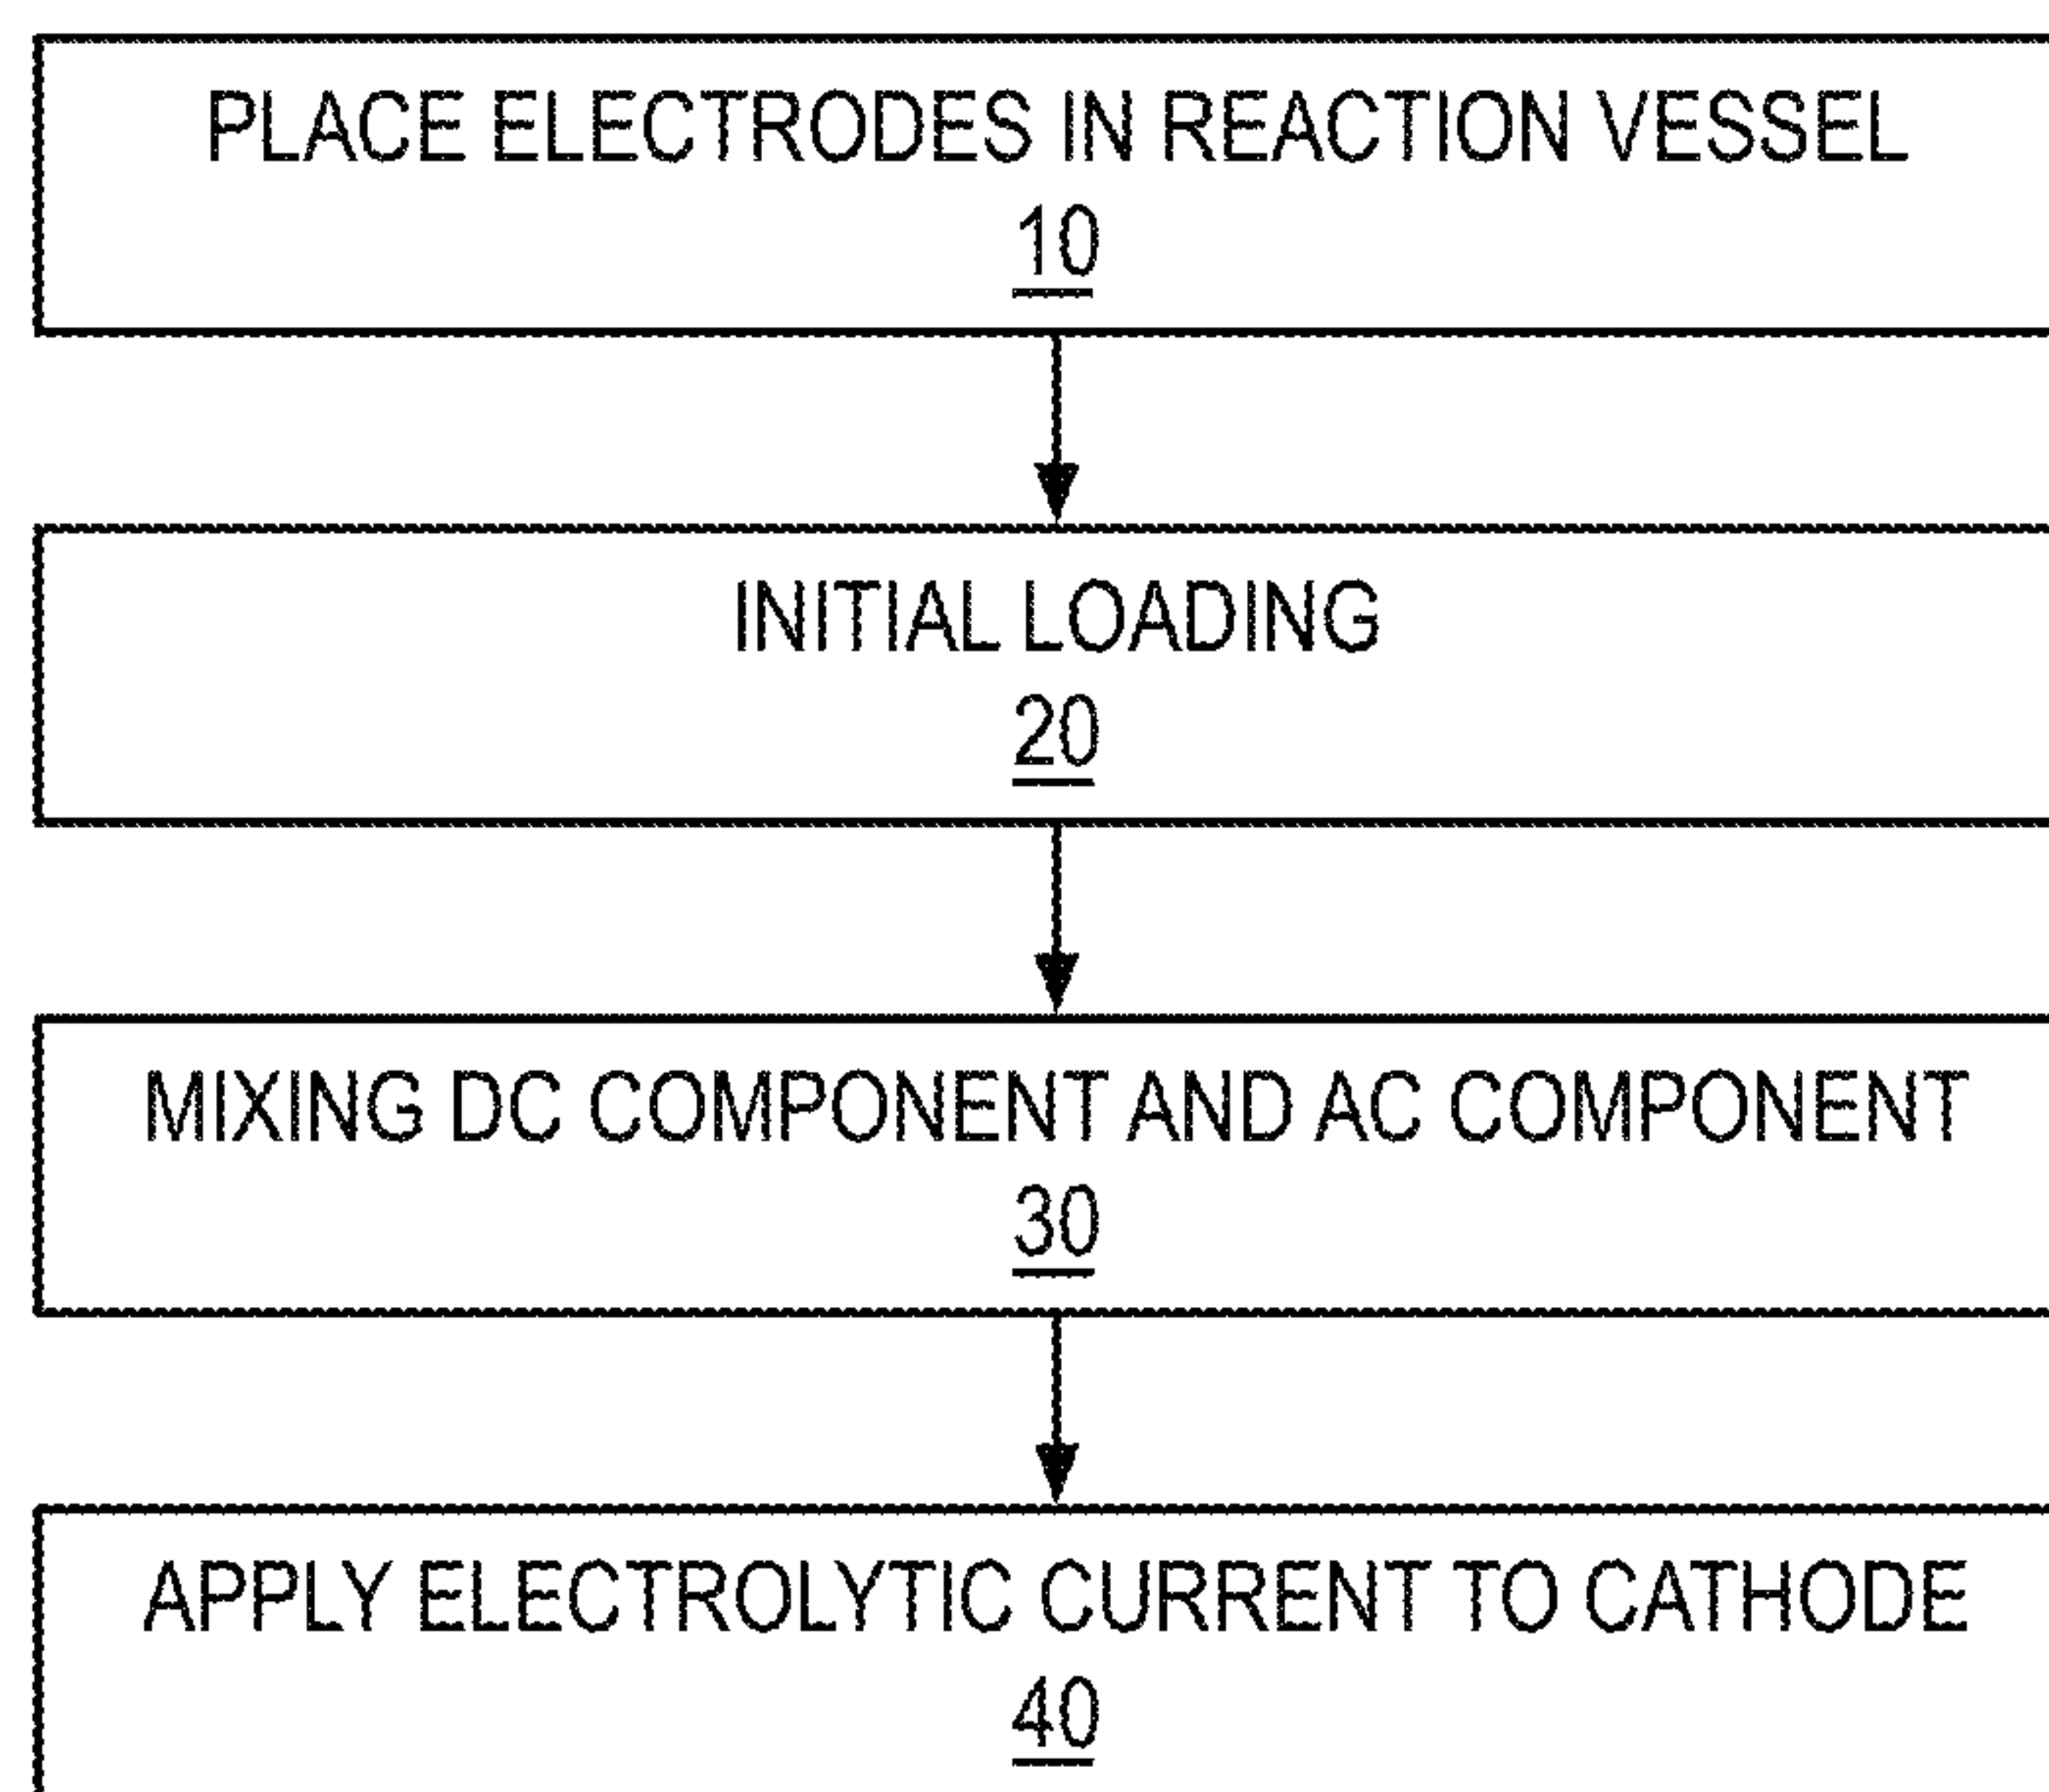 PLACE ELECTRODES IN REACTION VESSEL
10
INITIAL LOADING
20
MIXING DC COMPONENT AND AC COMPONENT
30
APPLY ELECTROLYTIC CURRENT TO CATHODE
40